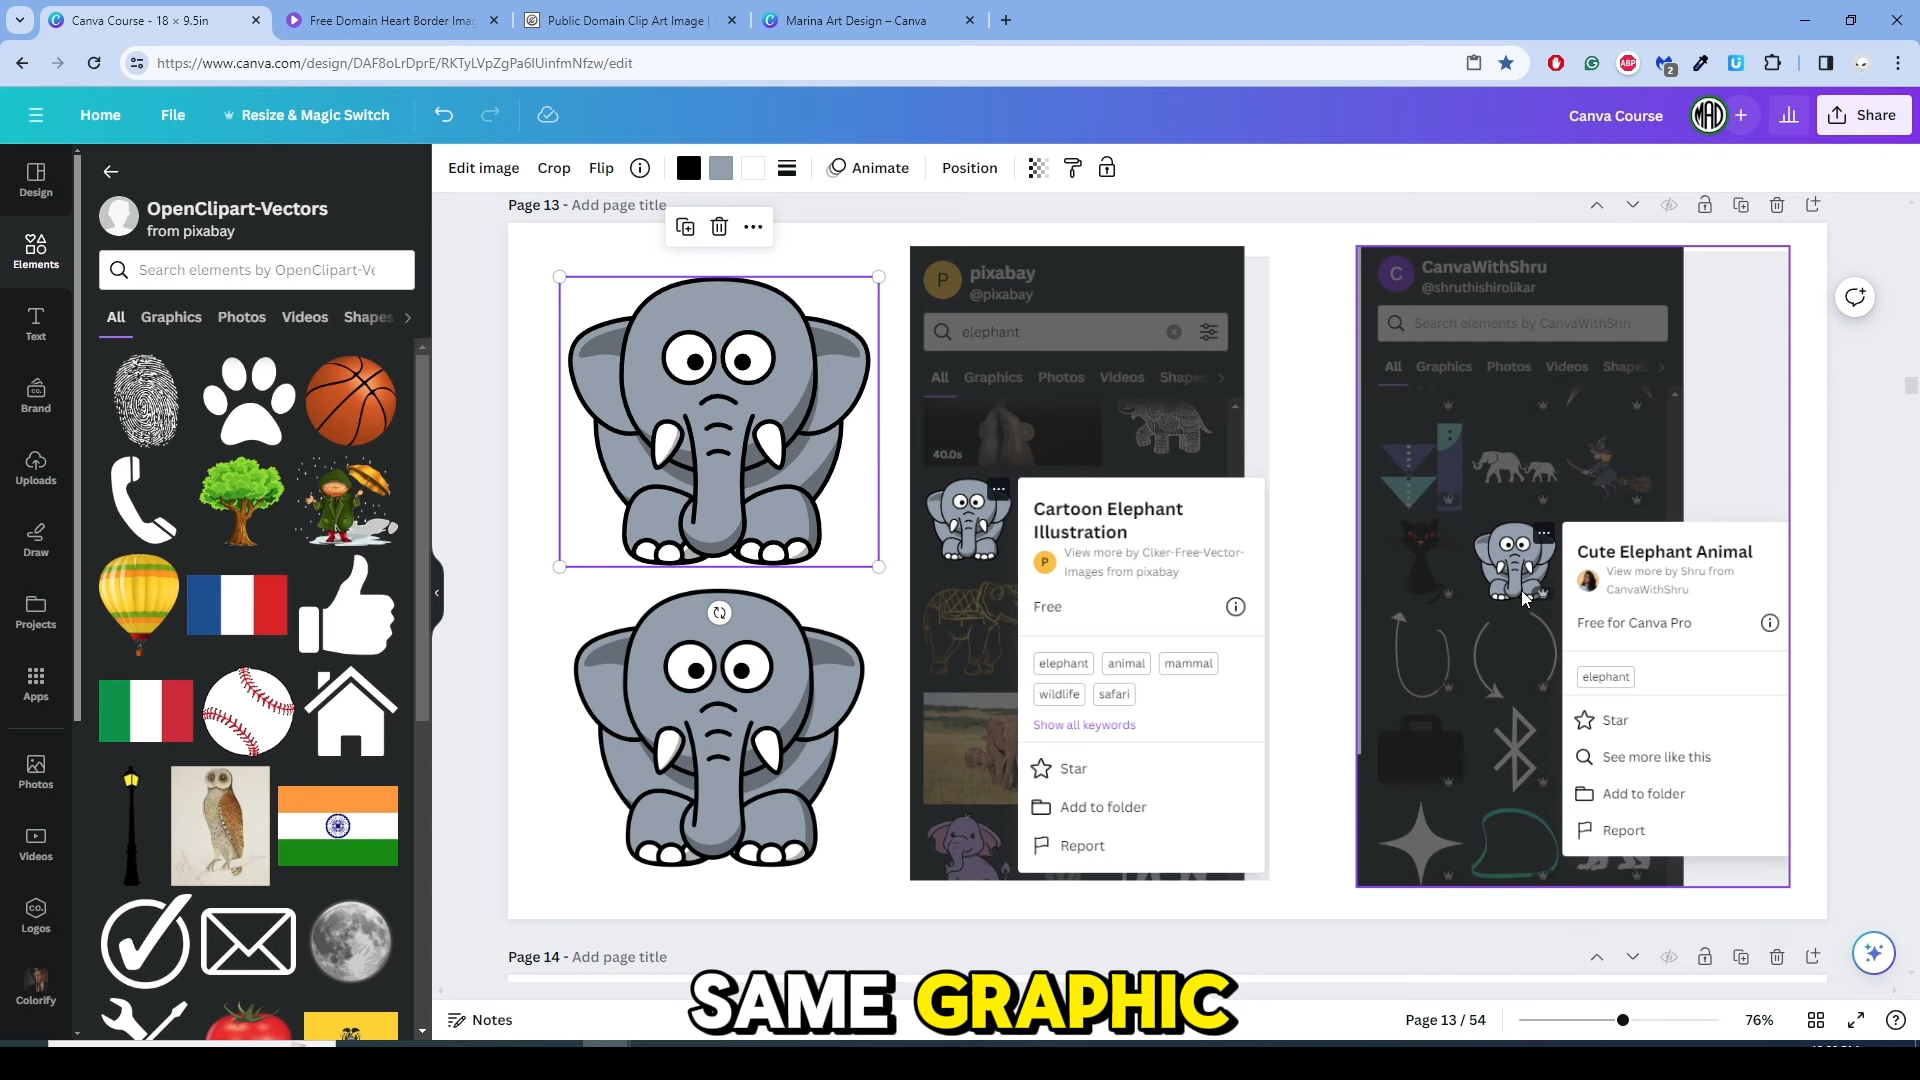 Canva Course - 18 × 9.5in
Free Domain Heart Border Ima
Public Domain Clip Art Image |
Marina Art Design – Canva
https://www.canva.com/design/DAF8oLrDprE/RKTyLVpZgPa6IUinfmNfzw/edit
ABP
2
Home
File
Resize & Magic Switch
Canva Course
MAD
Share
Design
Elements
Text
Brand
Uploads
Draw
Projects
Apps
Photos
Videos
Logos
Colorify
OpenClipart-Vectors
from pixabay
Search elements by OpenClipart-Ve
All Graphics Photos Videos Shapes
Edit image Crop Flip Animate Position
Page 13 - Add page title
P
pixabay
@pixabay
elephant
All Graphics Photos Videos Shapes
40.0s
Cartoon Elephant
Illustration
P
View more by Clker-Free-Vector-
Images from pixabay
Free
elephant animal mammal
wildlife safari
Show all keywords
Star
Add to folder
Report
C
CanvaWithShru
@shruthishirolikar
Search elements by CanvaWithShru
All Graphics Photos Videos Shape
Cute Elephant Animal
View more by Shru from
CanvaWithShru
Free for Canva Pro
elephant
Star
See more like this
Add to folder
Report
Page 14 - Add page title
SAME GRAPHIC
Notes
Page 13 / 54
76%